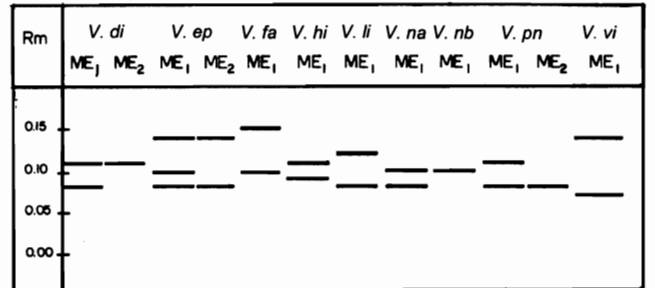 Rm V. di V. ep V. fa V. hi V. li V. na V. nb V. pn V. vi
ME₁ ME₂ ME₁ ME₂ ME₁ ME₁ ME₁ ME₁ ME₁ ME₁ ME₂ ME₁
0.15
0.10
0.05
0.00